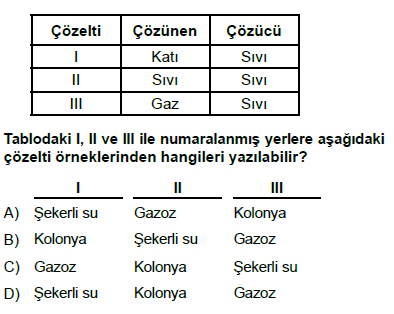 Çözelti Çözünen Çözücü
I Katı Sıvı
II Sıvı Sıvı
III Gaz Sıvı
Tablodaki I, II ve III ile numaralanmış yerlere aşağıdaki
çözelti örneklerinden hangileri yazılabilir?
I II III
A) Şekerli su Gazoz Kolonya
B) Kolonya Şekerli su Gazoz
C) Gazoz Kolonya Şekerli su
D) Şekerli su Kolonya Gazoz